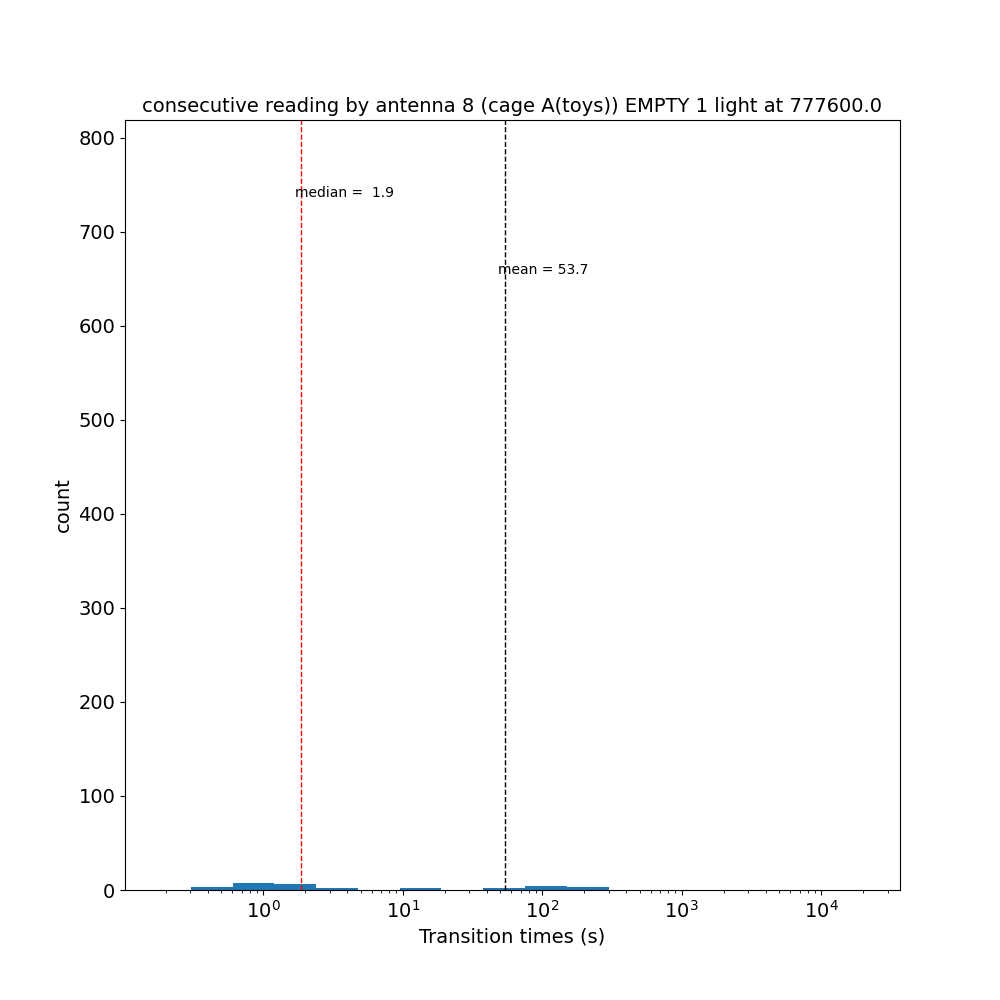 consecutive reading by antenna 8 (cage A(toys)) EMPTY 1 light at 777600.0
800
median =  1.9
700
mean = 53.7
600
500
count
400
300
200
100
0
10^0 10^1 10^2 10^3 10^4
Transition times (s)